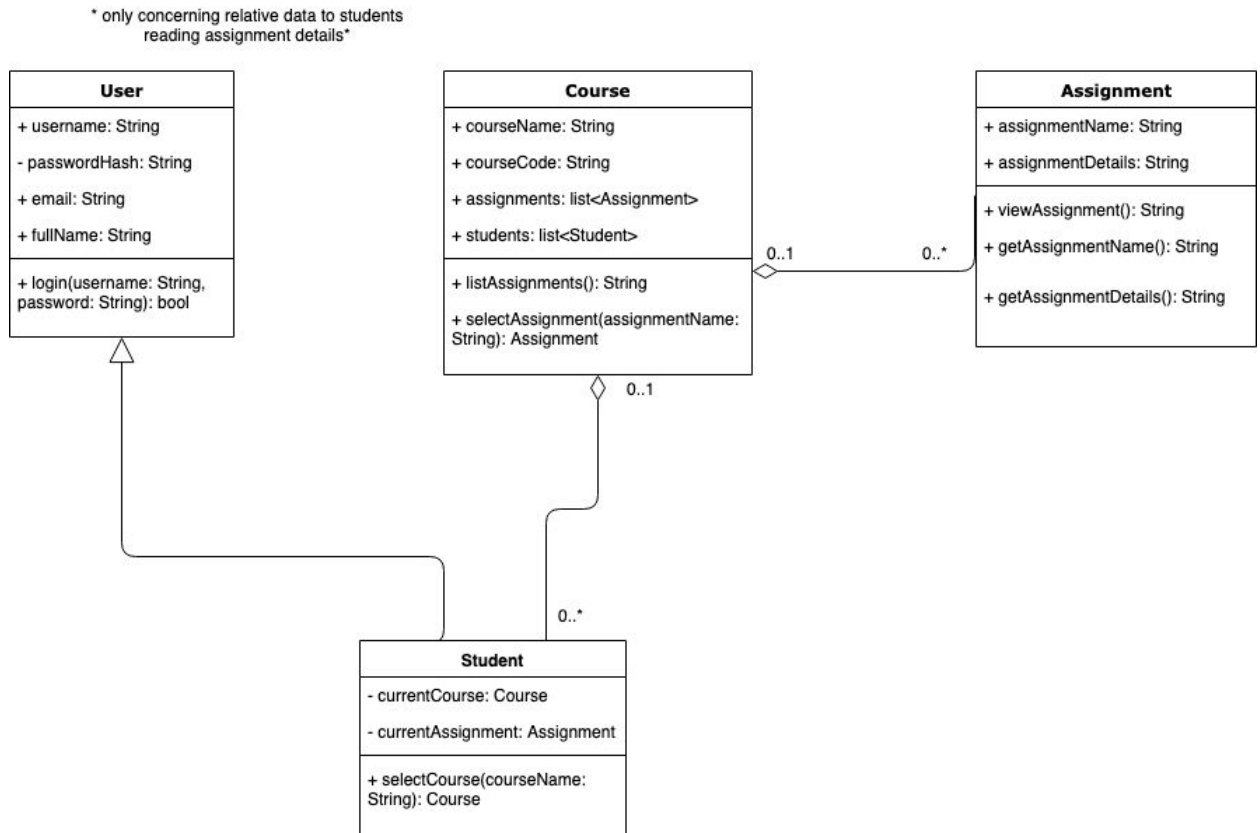 * only concerning relative data to students
reading assignment details*
User
+ username: String
- passwordHash: String
+ email: String
+ fullName: String
+ login(username: String,
password: String): bool
Course
+ courseName: String
+ courseCode: String
+ assignments: list<Assignment>
+ students: list<Student>
+ listAssignments(): String
+ selectAssignment(assignmentName:
String): Assignment
0..1
0..*
Assignment
+ assignmentName: String
+ assignmentDetails: String
+ viewAssignment(): String
+ getAssignmentName(): String
+ getAssignmentDetails(): String
0..1
0..*
Student
- currentCourse: Course
- currentAssignment: Assignment
+ selectCourse(courseName:
String): Course